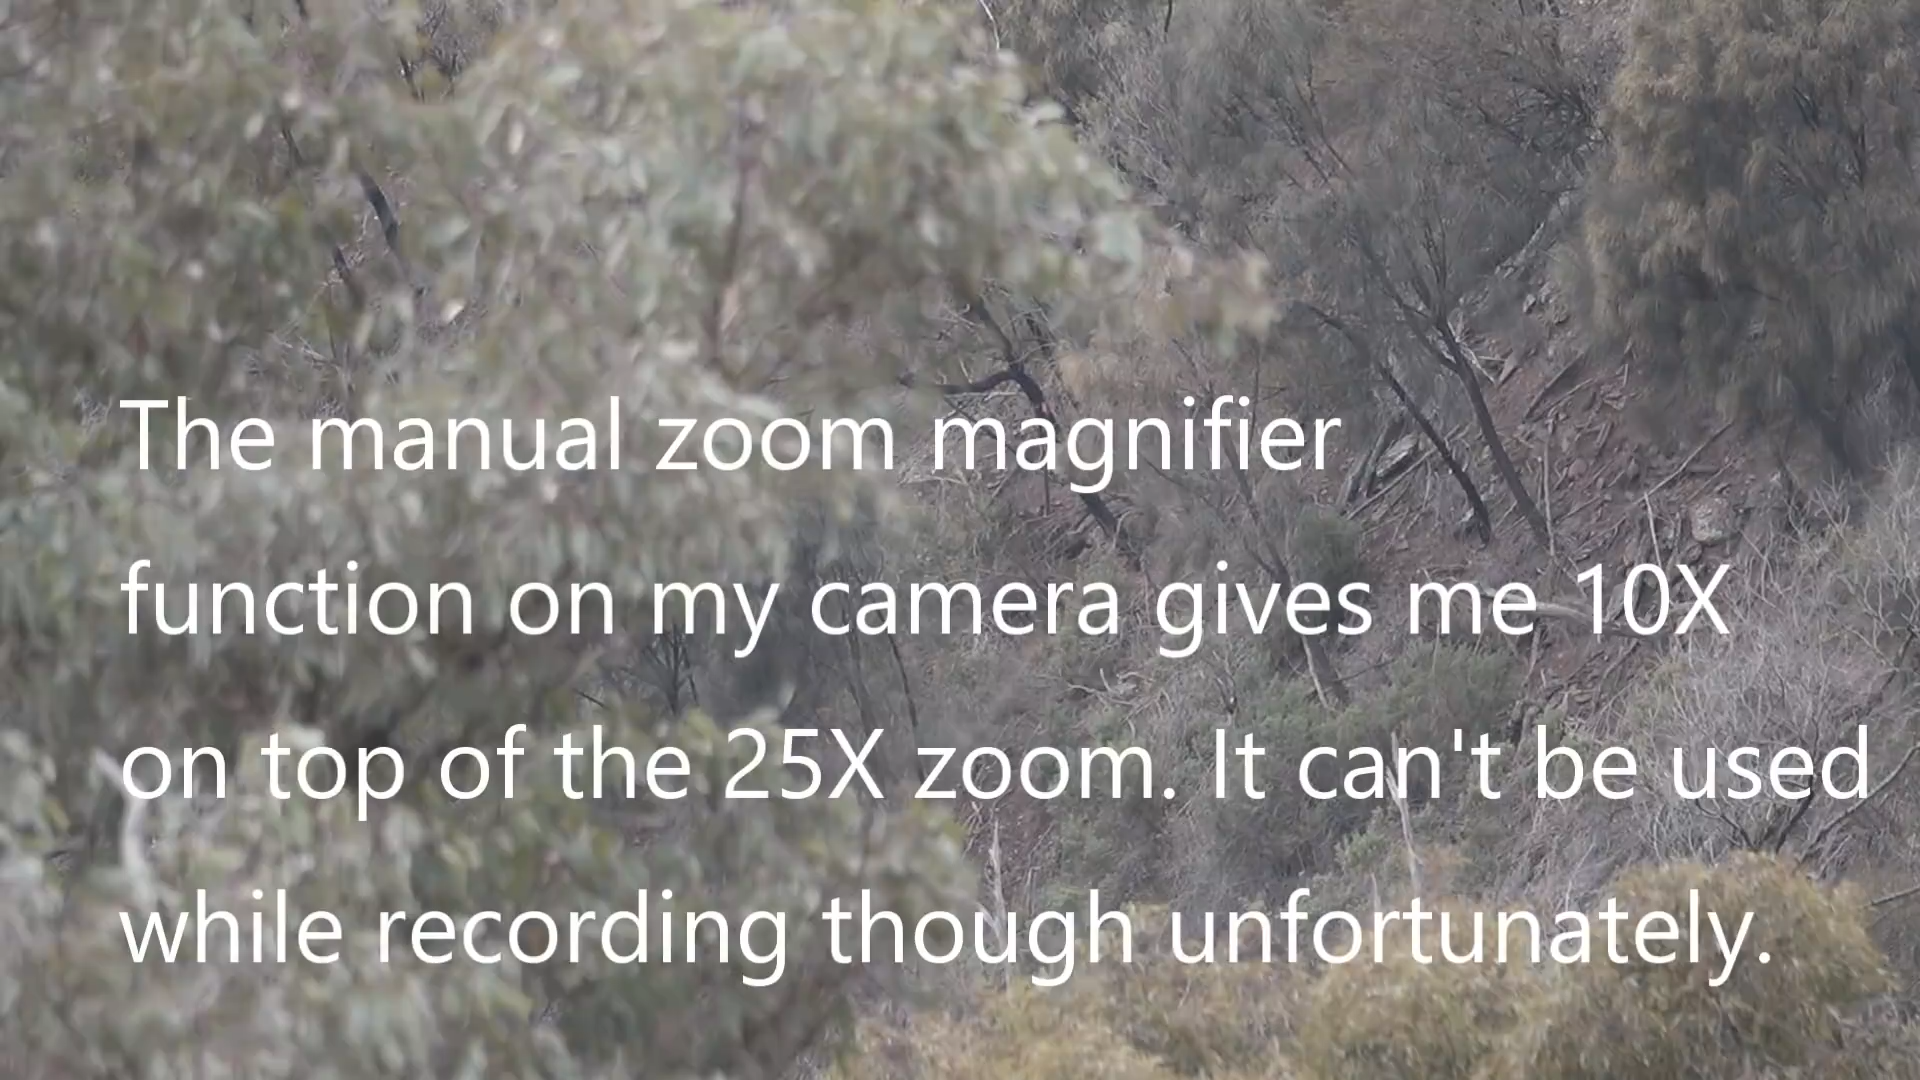 The manual zoom magnifier
function on my camera gives me 10X
on top of the 25X zoom. It can't be used
while recording though unfortunately.